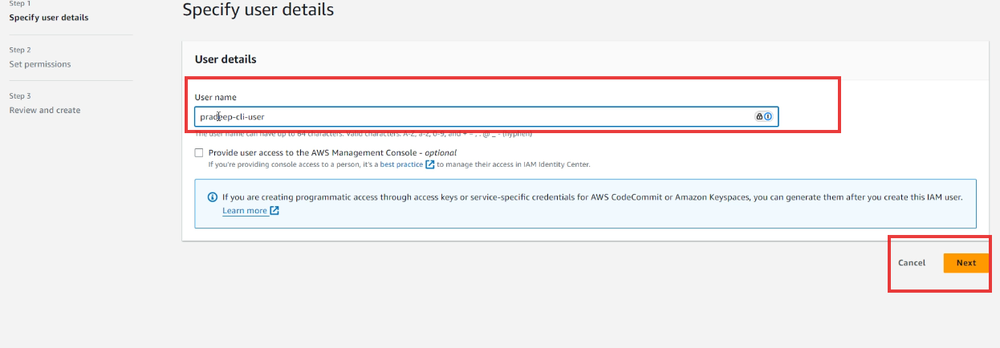 Step 1
Specify user details
Step 2
Set permissions
Step 3
Review and create
Specify user details
User details
User name
pradeep-cli-user
The user name can have up to 64 characters. Valid characters: A-Z, a-z, 0-9, and + = , . @ _ - (hyphen)
Provide user access to the AWS Management Console - optional
If you're providing console access to a person, it's a best practice to manage their access in IAM Identity Center.
If you are creating programmatic access through access keys or service-specific credentials for AWS CodeCommit or Amazon Keyspaces, you can generate them after you create this IAM user.
Learn more
Cancel
Next